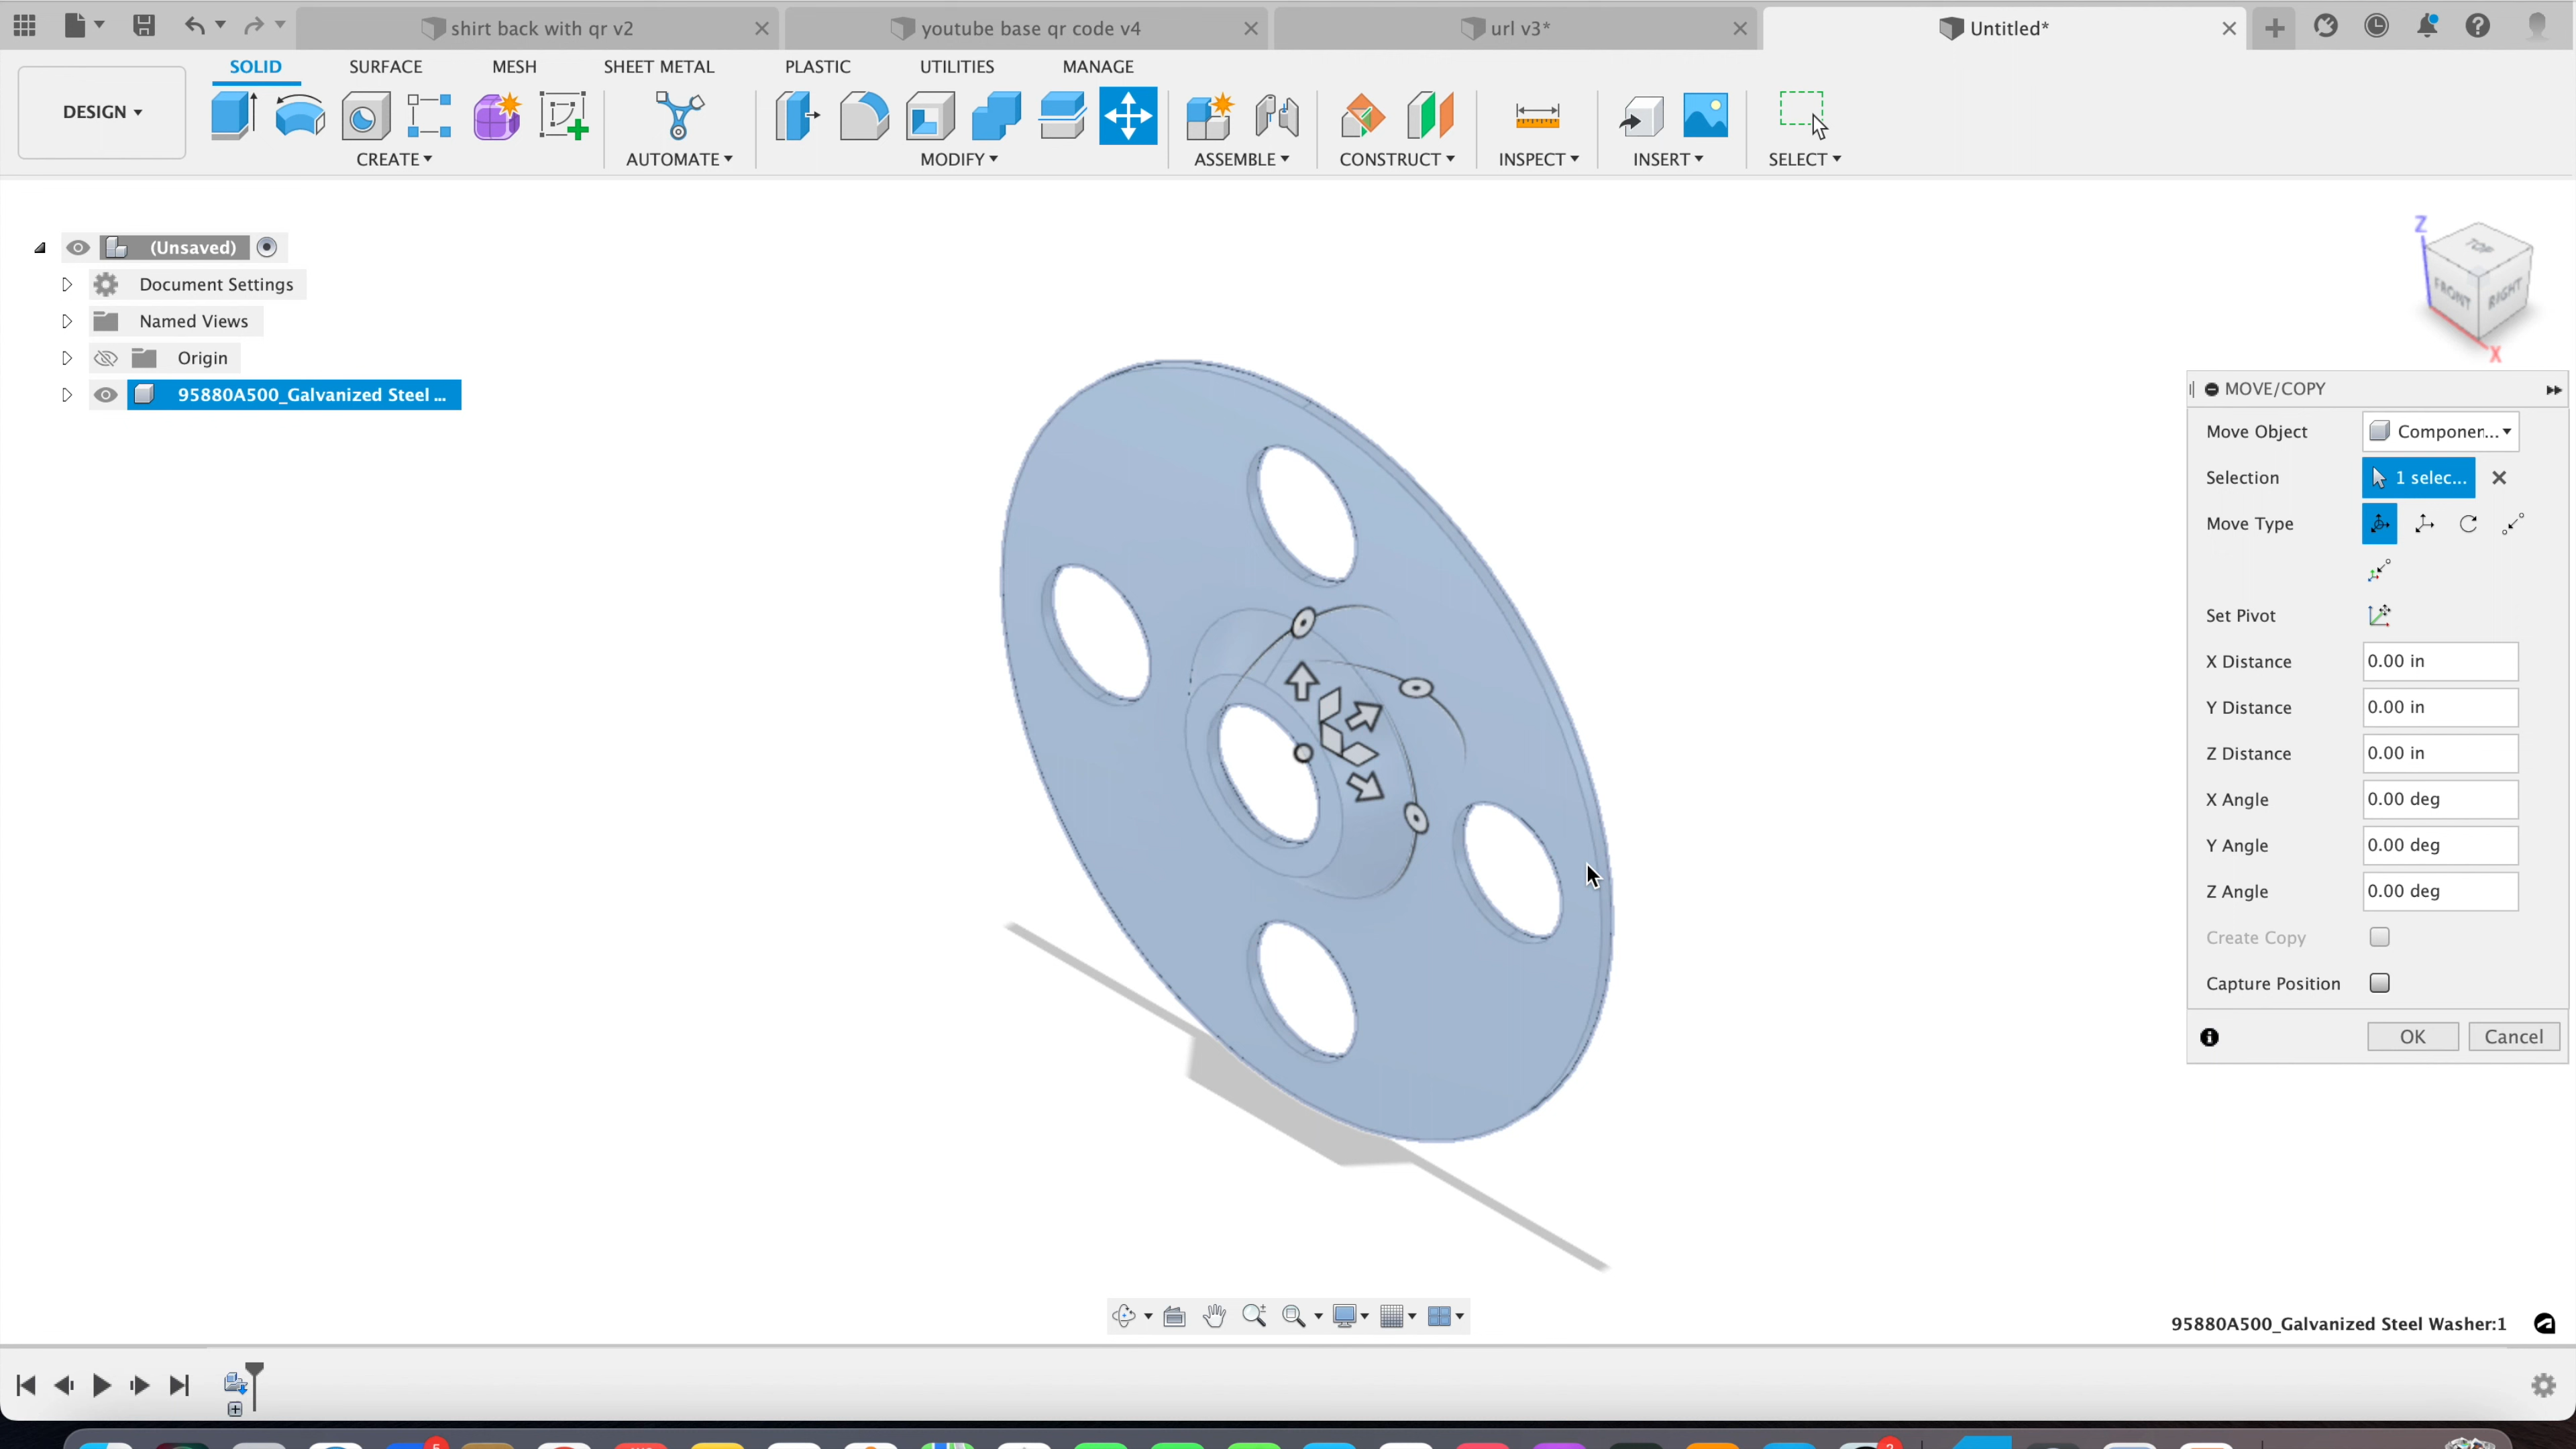 shirt back with qr v2
youtube base qr code v4
url v3*
Untitled*
SOLID
SURFACE
MESH
SHEET METAL
PLASTIC
UTILITIES
MANAGE
DESIGN
CREATE
AUTOMATE
MODIFY
ASSEMBLE
CONSTRUCT
INSPECT
INSERT
SELECT
(Unsaved)
Document Settings
Named Views
Origin
95880A500_Galvanized Steel ...
Z
TOP
FRONT
RIGHT
X
MOVE/COPY
Move Object
Componen...
Selection
1 selec...
Move Type
Set Pivot
X Distance
0.00 in
Y Distance
0.00 in
Z Distance
0.00 in
X Angle
0.00 deg
Y Angle
0.00 deg
Z Angle
0.00 deg
Create Copy
Capture Position
OK
Cancel
95880A500_Galvanized Steel Washer:1